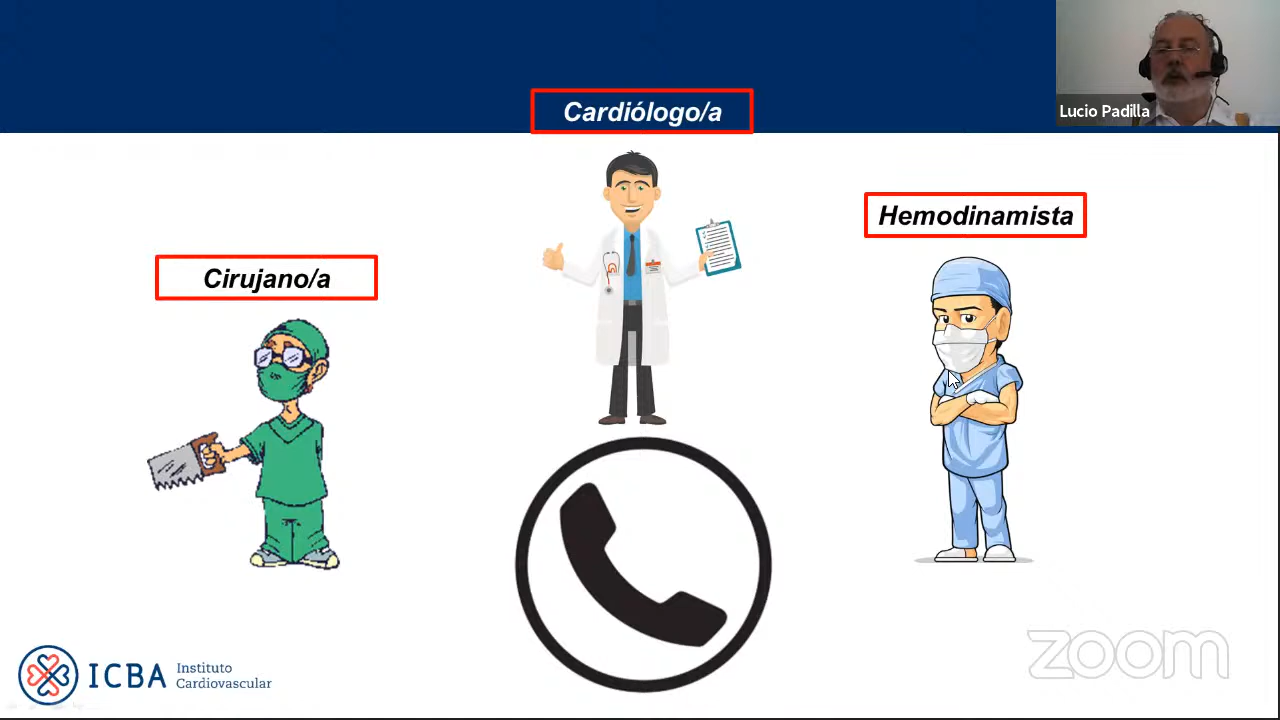 Lucio Padilla
Cardiólogo/a
Hemodinamista
Cirujano/a
ICBA
Instituto
Cardiovascular
zoom